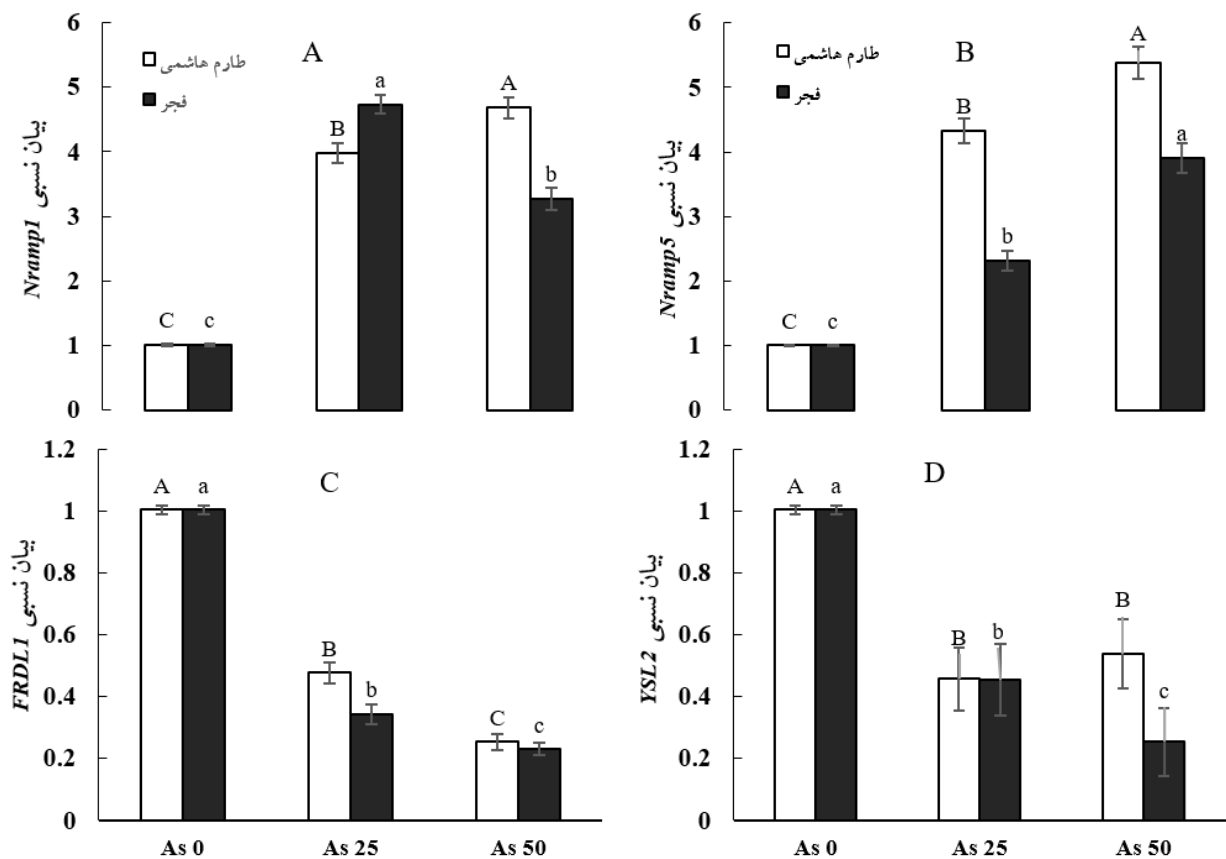 A
طارم هاشمی
فجر
بیان نسبی Nramp1
6
5
4
3
2
1
0
C c
B a
A b
B
طارم هاشمی
فجر
بیان نسبی Nramp5
6
5
4
3
2
1
0
C c
B b
A a
C
بیان نسبی FRDL1
1.2
1
0.8
0.6
0.4
0.2
0
A a
B b
C c
As 0 As 25 As 50
D
بیان نسبی YSL2
1.2
1
0.8
0.6
0.4
0.2
0
A a
B b
B c
As 0 As 25 As 50